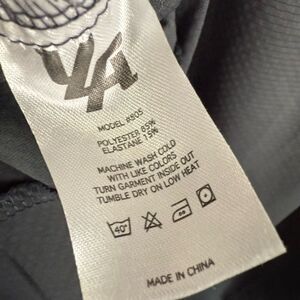 YA
MODEL #805
POLYESTER 85%
ELASTANE 15%
MACHINE WASH COLD
WITH LIKE COLORS
TURN GARMENT INSIDE OUT
TUMBLE DRY ON LOW HEAT
40°
MADE IN CHINA